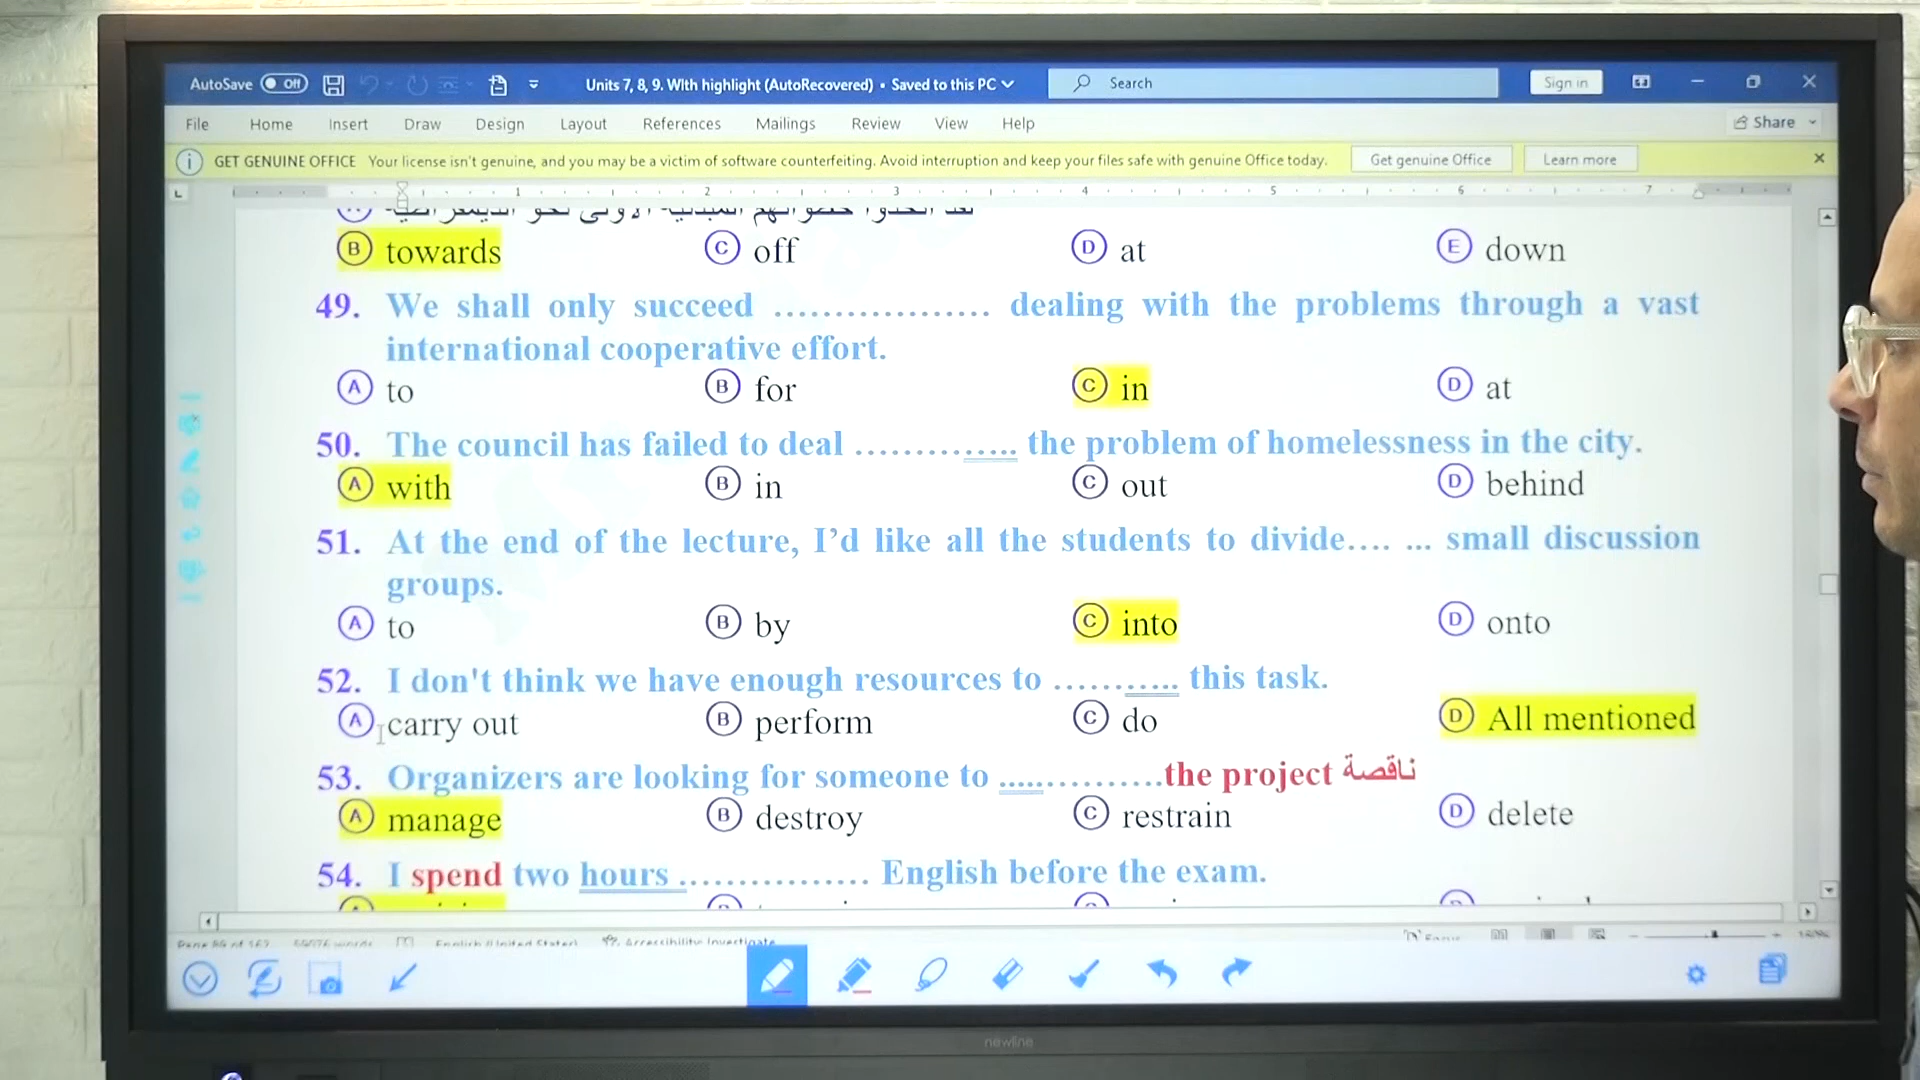 AutoSave Off Units 7, 8, 9. WIth highlight (AutoRecovered) • Saved to this PC Search Sign in
File Home Insert Draw Design Layout References Mailings Review View Help Share
GET GENUINE OFFICE Your license isn't genuine, and you may be a victim of software counterfeiting. Avoid interruption and keep your files safe with genuine Office today. Get genuine Office Learn more
1 2 3 4 5 6 7
B towards C off D at E down
49. We shall only succeed .................. dealing with the problems through a vast
international cooperative effort.
A to B for C in D at
50. The council has failed to deal .............. the problem of homelessness in the city.
A with B in C out D behind
51. At the end of the lecture, I’d like all the students to divide.... ... small discussion
groups.
A to B by C into D onto
52. I don't think we have enough resources to ........... this task.
A carry out B perform C do D All mentioned
53. Organizers are looking for someone to ..............the project ناقصة
A manage B destroy C restrain D delete
54. I spend two hours ................ English before the exam.
newline